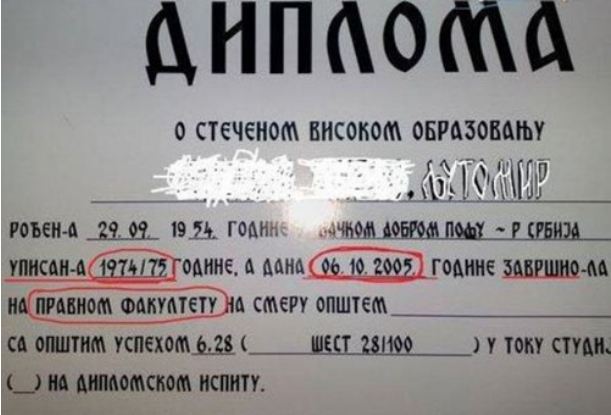 ДИПЛОМА
О СТЕЧЕНОМ ВИСОКОМ ОБРАЗОВАЊУ
ЉУТОМИР
РОЂЕН-А 29.09. 1954. ГОДИНЕ БАЧКОМ ДОБРОМ ПОЉУ ~ Р СРБИЈА
УПИСАН-А 1974/75 ГОДИНЕ, А ДАНА 06.10.2005. ГОДИНЕ ЗАВРШИО-ЛА
НА ПРАВНОМ ФАКУЛТЕТУ НА СМЕРУ ОПШТЕМ
СА ОПШТИМ УСПЕХОМ 6.28 ( ШЕСТ 28/100 ) У ТОКУ СТУДИЈ
( ) НА ДИПЛОМСКОМ ИСПИТУ.